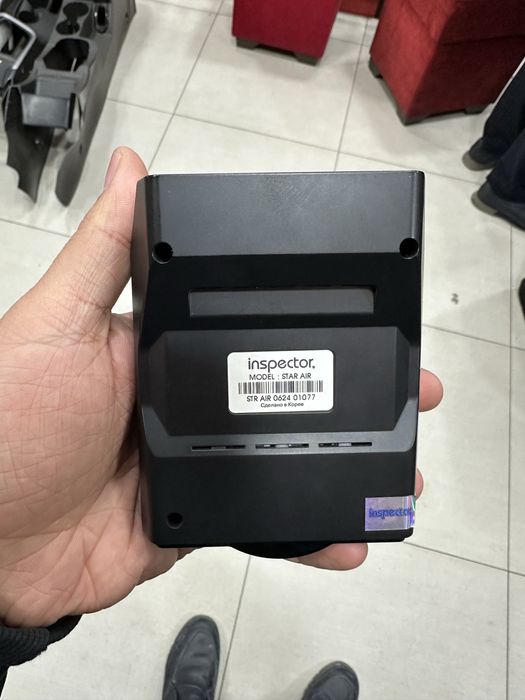 inspector
MODEL : STAR AIR
STR AIR 0624 01077
Сделано в Корее
inspector